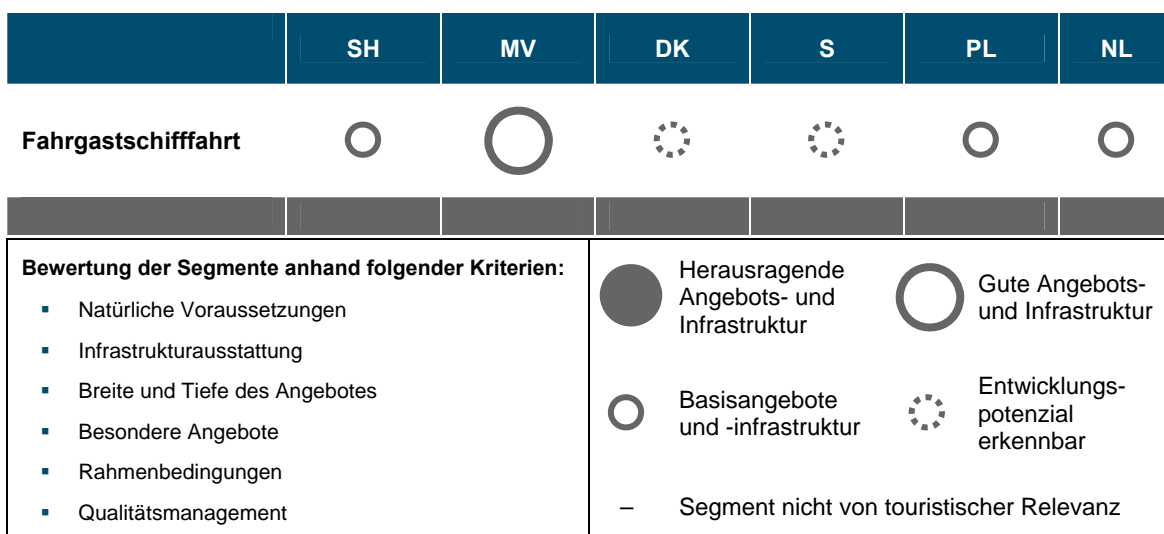 SH MV DK S PL NL
Fahrgastschifffahrt
Bewertung der Segmente anhand folgender Kriterien:
▪ Natürliche Voraussetzungen
▪ Infrastrukturausstattung
▪ Breite und Tiefe des Angebotes
▪ Besondere Angebote
▪ Rahmenbedingungen
▪ Qualitätsmanagement
Herausragende
Angebots- und
Infrastruktur
Gute Angebots-
und Infrastruktur
Basisangebote
und -infrastruktur
Entwicklungs-
potenzial
erkennbar
– Segment nicht von touristischer Relevanz